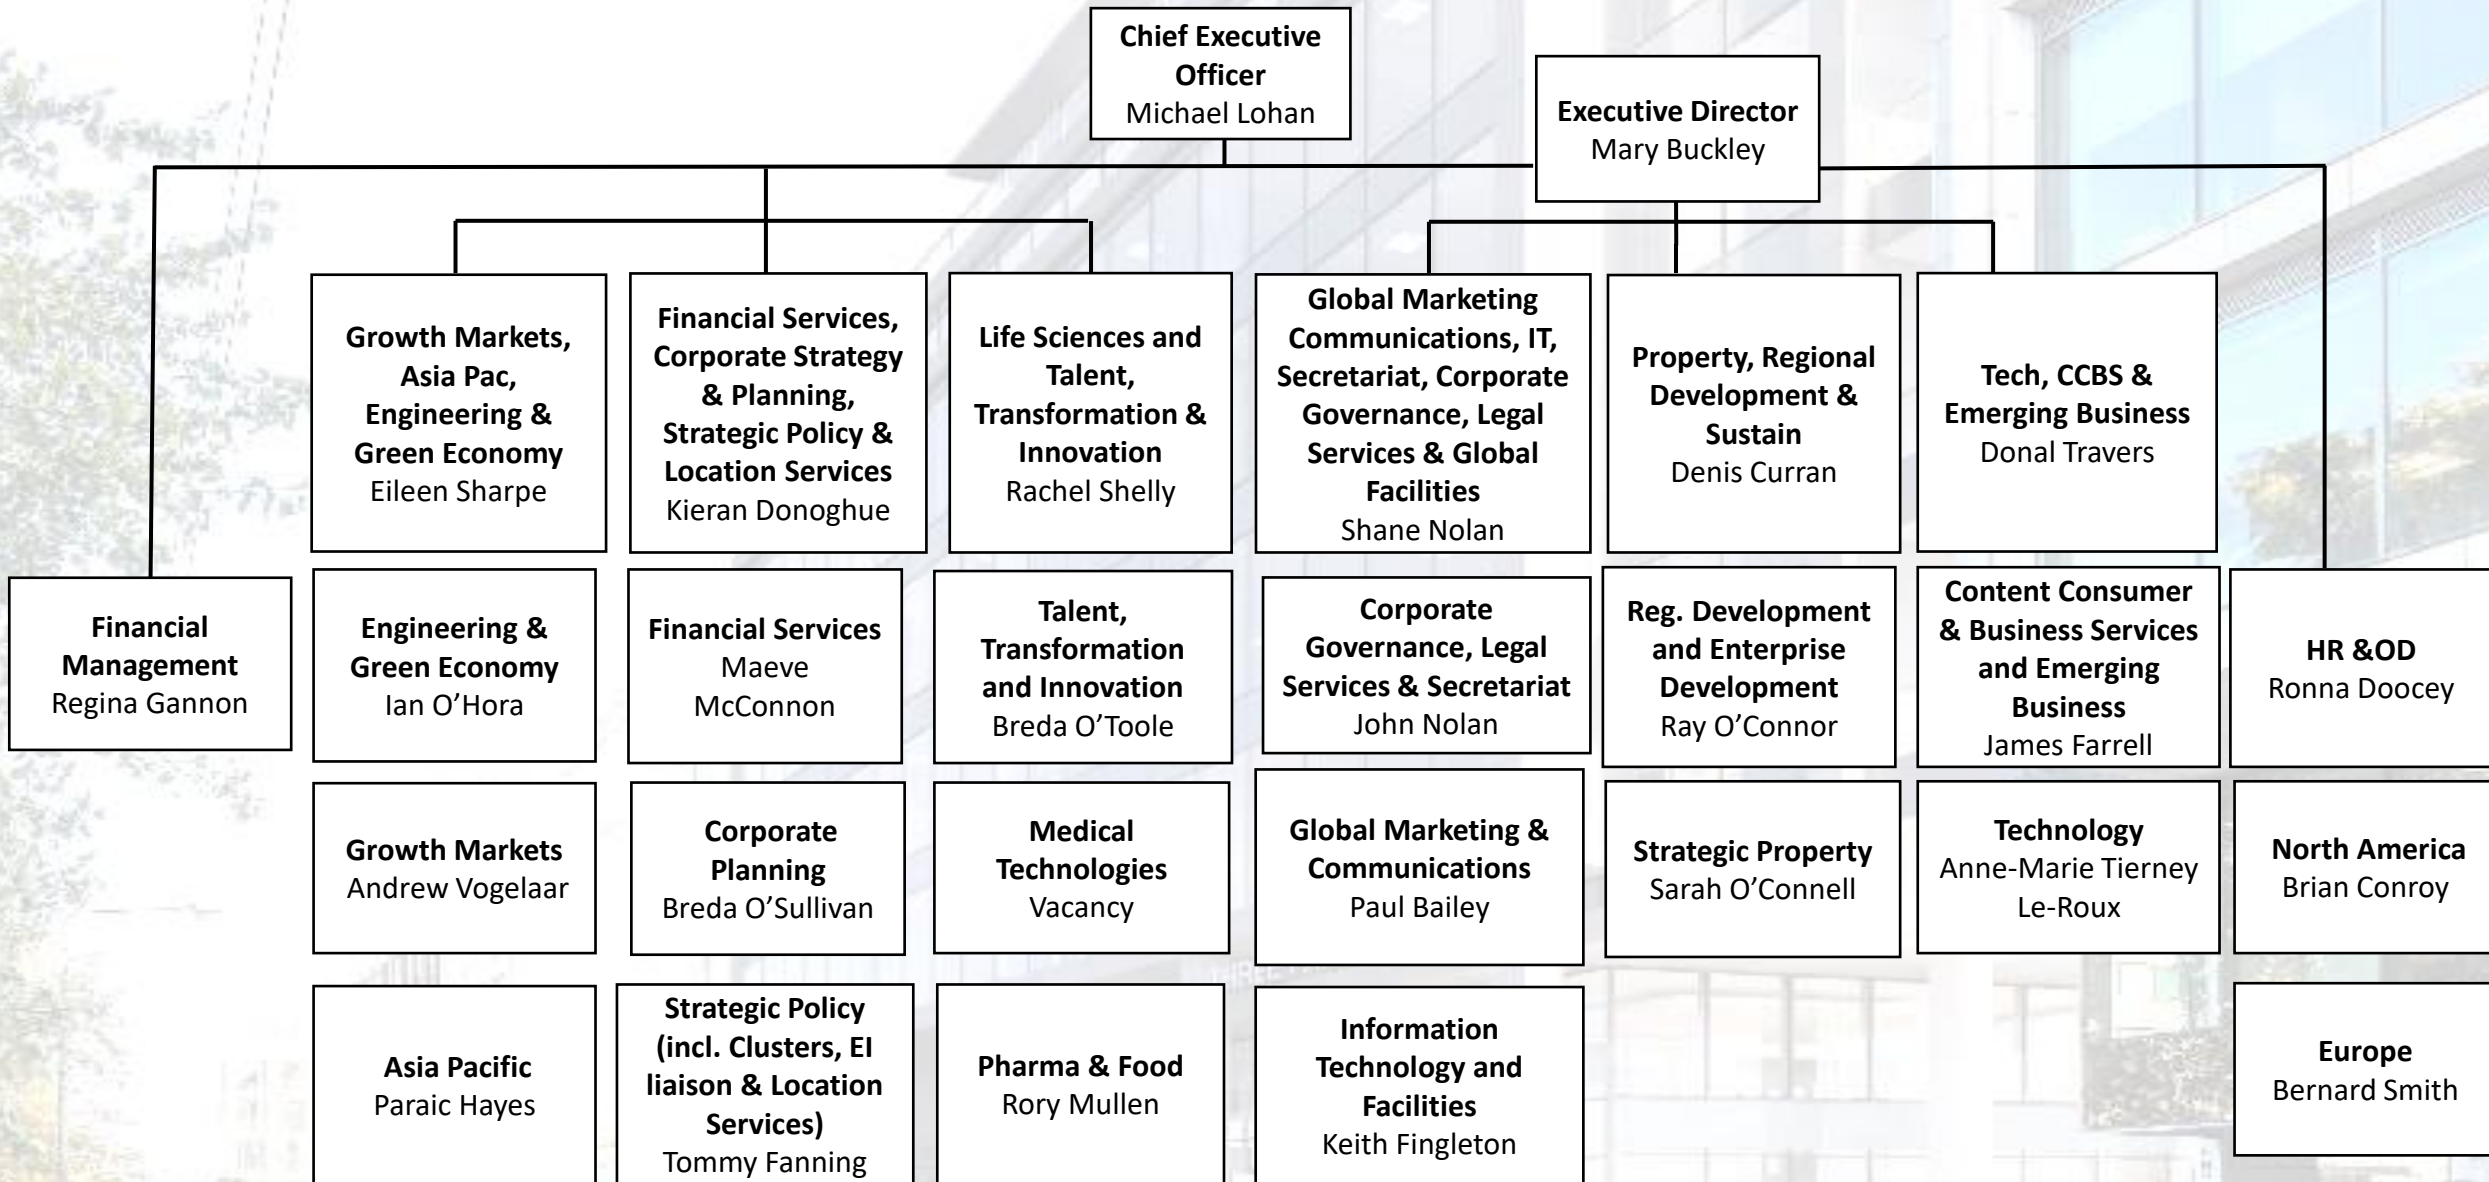 Chief Executive
Officer
Michael Lohan
Executive Director
Mary Buckley
Growth Markets,
Asia Pac,
Engineering &
Green Economy
Eileen Sharpe
Financial Services,
Corporate Strategy
& Planning,
Strategic Policy &
Location Services
Kieran Donoghue
Life Sciences and
Talent,
Transformation &
Innovation
Rachel Shelly
Global Marketing
Communications, IT,
Secretariat, Corporate
Governance, Legal
Services & Global
Facilities
Shane Nolan
Property, Regional
Development &
Sustain
Denis Curran
Tech, CCBS &
Emerging Business
Donal Travers
Financial
Management
Regina Gannon
Engineering &
Green Economy
Ian O’Hora
Financial Services
Maeve
McConnon
Talent,
Transformation
and Innovation
Breda O’Toole
Corporate
Governance, Legal
Services & Secretariat
John Nolan
Reg. Development
and Enterprise
Development
Ray O’Connor
Content Consumer
& Business Services
and Emerging
Business
James Farrell
HR &OD
Ronna Doocey
Growth Markets
Andrew Vogelaar
Corporate
Planning
Breda O’Sullivan
Medical
Technologies
Vacancy
Global Marketing &
Communications
Paul Bailey
Strategic Property
Sarah O’Connell
Technology
Anne-Marie Tierney
Le-Roux
North America
Brian Conroy
Asia Pacific
Paraic Hayes
Strategic Policy
(incl. Clusters, EI
liaison & Location
Services)
Tommy Fanning
Pharma & Food
Rory Mullen
Information
Technology and
Facilities
Keith Fingleton
Europe
Bernard Smith